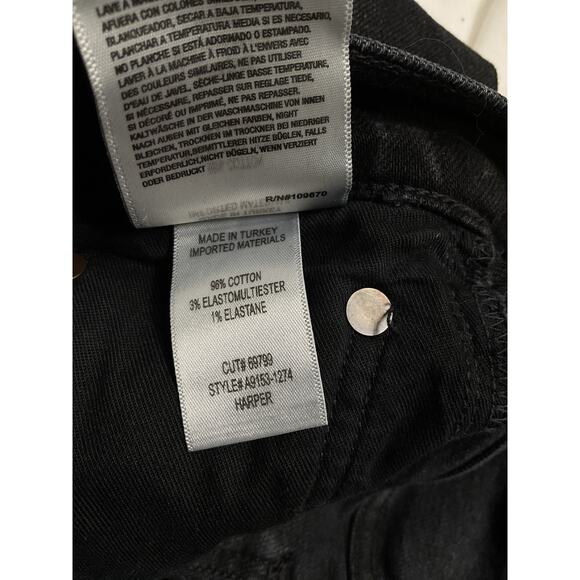 LAVE A
AFUERA CON COLORES
BLANQUEADOR, SECAR A BAJA TEMPERATURA,
PLANCHAR A TEMPERATURA MEDIA SI ES NECESARIO,
NO PLANCHE SI ESTÁ ADORNADO O ESTAMPADO
LAVER À LA MACHINE À FROID À L'ENVERS AVEC
DES COULEURS SIMILAIRES, NE PAS UTILISER
D'EAU DE JAVEL, SÈCHE-LINGE BASSE TEMPÉRATURE,
SI NÉCESSAIRE, REPASSER SUR RÉGLAGE TIÈDE,
SI DÉCORÉ OU IMPRIMÉ, NE PAS REPASSER.
KALTWÄSCHE IN DER WASCHMASCHINE VON INNEN
NACH AUßEN MIT GLEICHEN FARBEN, NIGHT
BLEICHEN, TROCKNEN IM TROCKNER BEI NIEDRIGER
TEMPERATUR,BEI MITTLERER HITZE BÜGLEN, FALLS
ERFORDERLICH,NICHT BÜGELN, WENN VERZIERT
ODER BEDRUCKT
R/N#109670
MADE IN TURKEY
IMPORTED MATERIALS
96% COTTON
3% ELASTOMULTIESTER
1% ELASTANE
CUT# 69799
STYLE# A9153-1274
HARPER